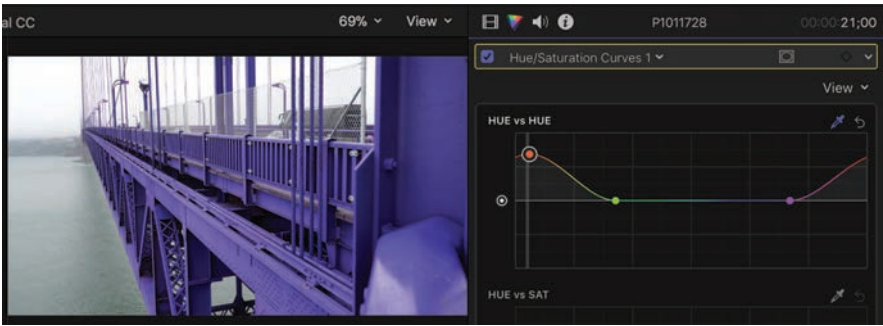 al CC
69%
View
P1011728
00:00:21;00
Hue/Saturation Curves 1
View
HUE vs HUE
HUE vs SAT